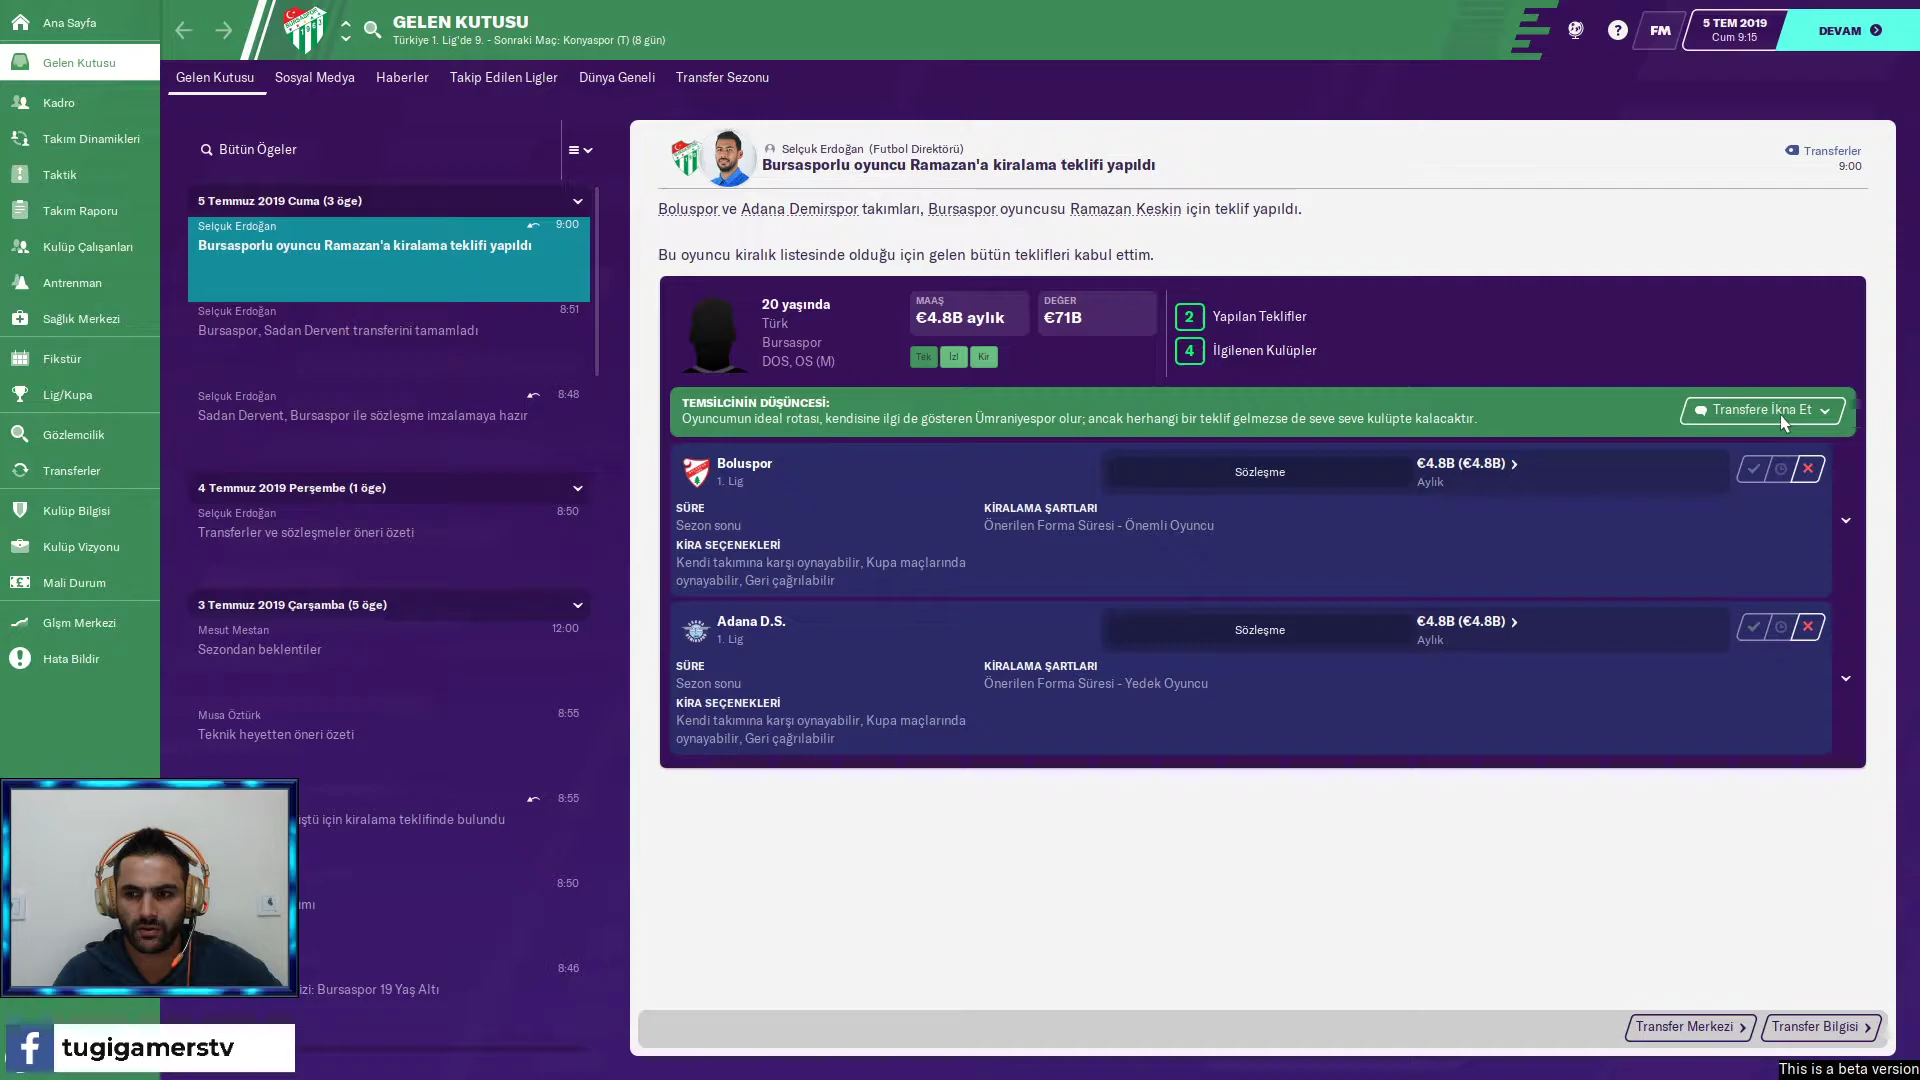 Ana Sayfa
Gelen Kutusu
Kadro
Takım Dinamikleri
Taktik
Takım Raporu
Kulüp Çalışanları
Antrenman
Sağlık Merkezi
Fikstür
Lig/Kupa
Gözlemcilik
Transferler
Kulüp Bilgisi
Kulüp Vizyonu
Mali Durum
Glşm Merkezi
Hata Bildir
GELEN KUTUSU
Türkiye 1. Lig'de 9. - Sonraki Maç: Konyaspor (T) (8 gün)
FM
5 TEM 2019
Cum 9:15
DEVAM
Gelen Kutusu Sosyal Medya Haberler Takip Edilen Ligler Dünya Geneli Transfer Sezonu
Bütün Ögeler
5 Temmuz 2019 Cuma (3 öge)
Selçuk Erdoğan 9:00
Bursasporlu oyuncu Ramazan'a kiralama teklifi yapıldı
Selçuk Erdoğan 8:51
Bursaspor, Sadan Dervent transferini tamamladı
Selçuk Erdoğan 8:48
Sadan Dervent, Bursaspor ile sözleşme imzalamaya hazır
4 Temmuz 2019 Perşembe (1 öge)
Selçuk Erdoğan 8:50
Transferler ve sözleşmeler öneri özeti
3 Temmuz 2019 Çarşamba (5 öge)
Mesut Mestan 12:00
Sezondan beklentiler
Musa Öztürk 8:55
Teknik heyetten öneri özeti
8:55
için kiralama teklifinde bulundu
8:50
8:46
Bursaspor 19 Yaş Altı
Selçuk Erdoğan (Futbol Direktörü)
Bursasporlu oyuncu Ramazan'a kiralama teklifi yapıldı
Transferler
9:00
Boluspor ve Adana Demirspor takımları, Bursaspor oyuncusu Ramazan Keskin için teklif yapıldı.
Bu oyuncu kiralık listesinde olduğu için gelen bütün teklifleri kabul ettim.
20 yaşında
Türk
Bursaspor
DOS, OS (M)
MAAŞ
€4.8B aylık
DEĞER
€71B
Tek İzl Kir
2 Yapılan Teklifler
4 İlgilenen Kulüpler
TEMSİLCİNİN DÜŞÜNCESİ:
Oyuncumun ideal rotası, kendisine ilgi de gösteren Ümraniyespor olur; ancak herhangi bir teklif gelmezse de seve seve kulüpte kalacaktır.
Transfere İkna Et
Boluspor
1. Lig
Sözleşme
€4.8B (€4.8B)
Aylık
SÜRE
Sezon sonu
KİRALAMA ŞARTLARI
Önerilen Forma Süresi - Önemli Oyuncu
KİRA SEÇENEKLERİ
Kendi takımına karşı oynayabilir, Kupa maçlarında
oynayabilir, Geri çağrılabilir
Adana D.S.
1. Lig
Sözleşme
€4.8B (€4.8B)
Aylık
SÜRE
Sezon sonu
KİRALAMA ŞARTLARI
Önerilen Forma Süresi - Yedek Oyuncu
KİRA SEÇENEKLERİ
Kendi takımına karşı oynayabilir, Kupa maçlarında
oynayabilir, Geri çağrılabilir
Transfer Merkezi
Transfer Bilgisi
tugigamerstv
This is a beta version